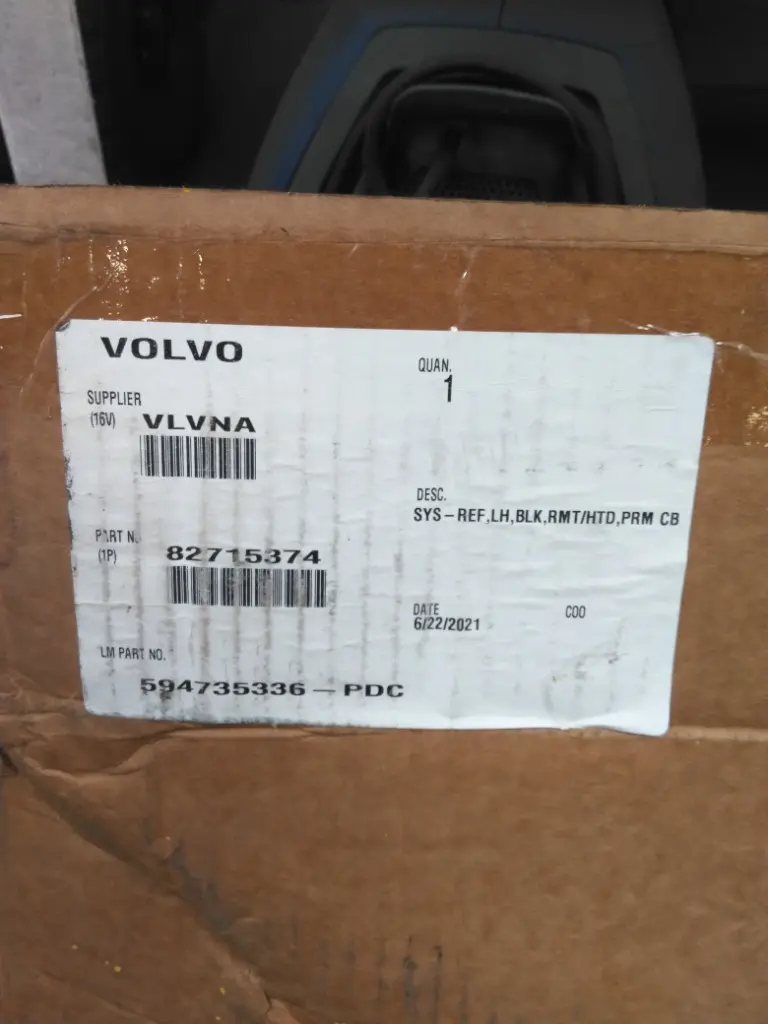 VOLVO
QUAN.
1
SUPPLIER
(16V) VLVNA
DESC.
SYS-REF,LH,BLK,RMT/HTD,PRM CB
PART N.
(1P) 82715374
DATE
6/22/2021
COO
LM PART NO.
594735336-PDC